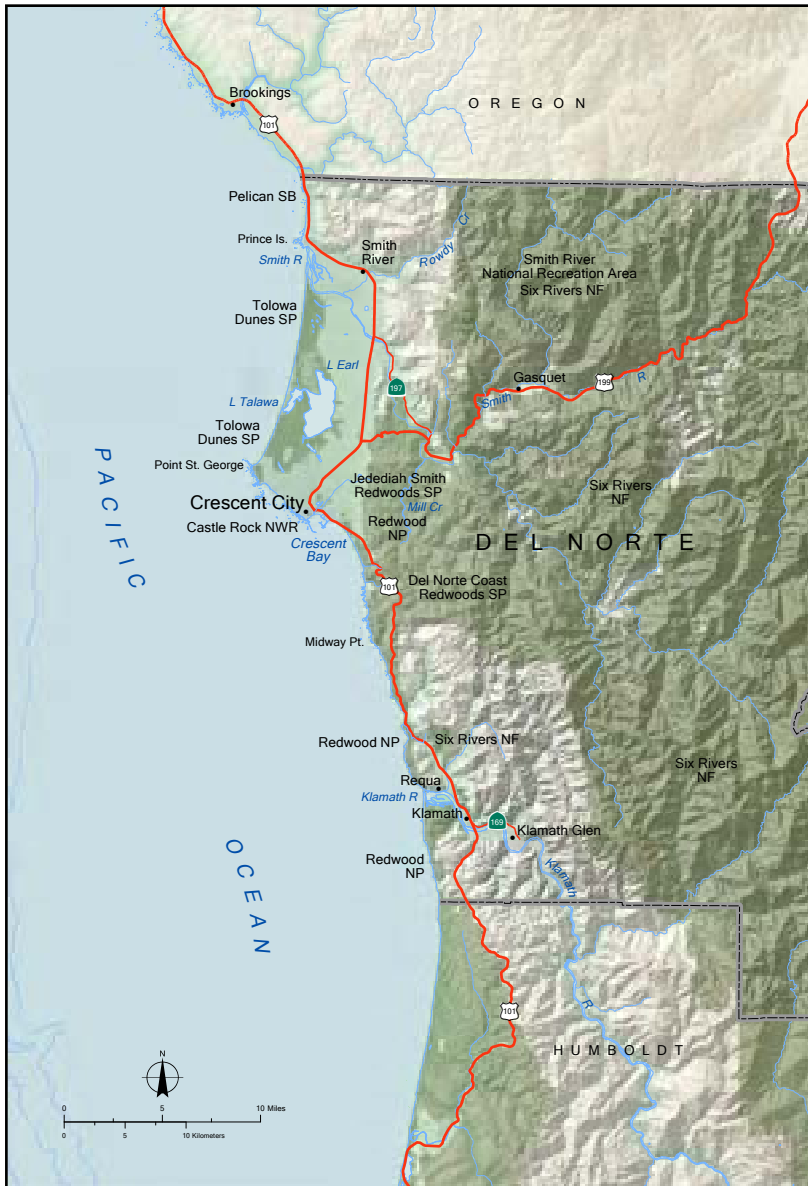 Brookings
O R E G O N
101
Pelican SB
Prince Is.
Smith R
Smith
River
Rowdy Cr
Smith River
National Recreation Area
Six Rivers NF
Tolowa
Dunes SP
L Earl
197
Gasquet
199
Smith
R
L Talawa
Tolowa
Dunes SP
Point St. George
Jedediah Smith
Redwoods SP
Mill Cr
Six Rivers
NF
Crescent City
Castle Rock NWR
Redwood
NP
Crescent
Bay
DEL NORTE
PACIFIC
101
Del Norte Coast
Redwoods SP
Midway Pt.
Redwood NP
Six Rivers NF
Six Rivers
NF
Requa
Klamath R
Klamath
169
Klamath Glen
Redwood
NP
Klamath
OCEAN
R
101
HUMBOLDT
N
0 5 10 Miles
0 5 10 Kilometers